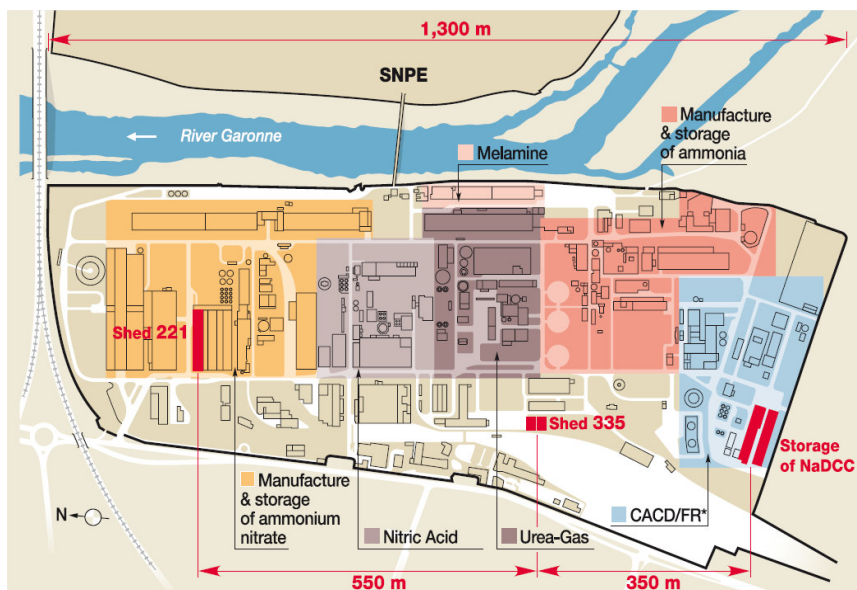 1,300 m
SNPE
River Garonne
Manufacture
& storage
of ammonia
Melamine
Shed 221
Shed 335
Storage
of NaDCC
Manufacture
& storage
of ammonium
nitrate
Nitric Acid
Urea-Gas
CACD/FR*
N
550 m
350 m